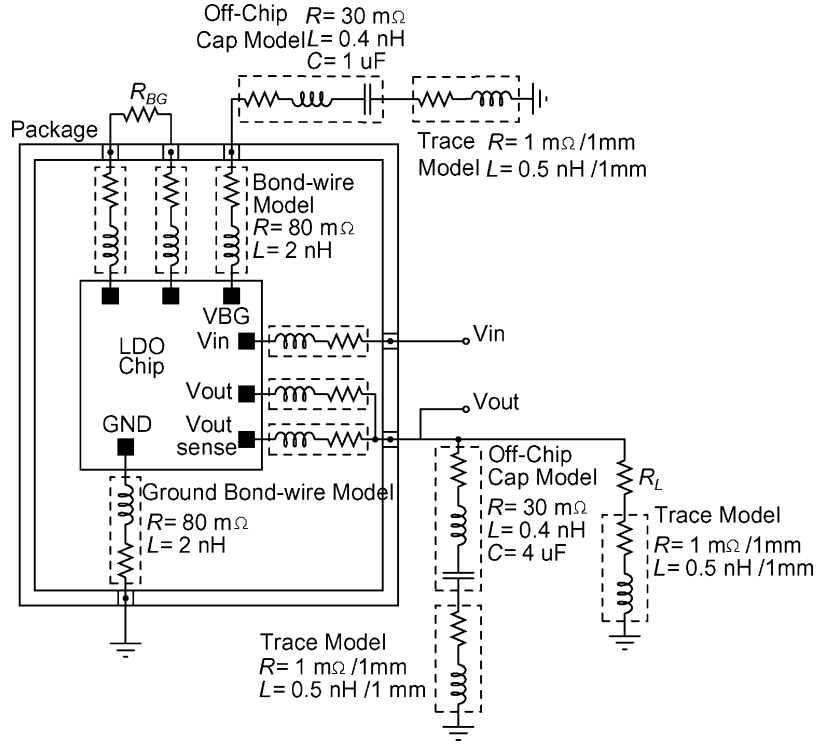 Off-Chip R= 30 mΩ
Cap Model L= 0.4 nH
C= 1 uF
R_BG
Package
Trace R= 1 mΩ /1mm
Model L= 0.5 nH /1mm
Bond-wire
Model
R= 80 mΩ
L= 2 nH
VBG
Vin
Vin
LDO
Chip
Vout
Vout
GND
Vout
sense
Off-Chip
Cap Model
R= 30 mΩ
L= 0.4 nH
C= 4 uF
R_L
Ground Bond-wire Model
R= 80 mΩ
L= 2 nH
Trace Model
R= 1 mΩ /1mm
L= 0.5 nH /1mm
Trace Model
R= 1 mΩ /1mm
L= 0.5 nH /1 mm